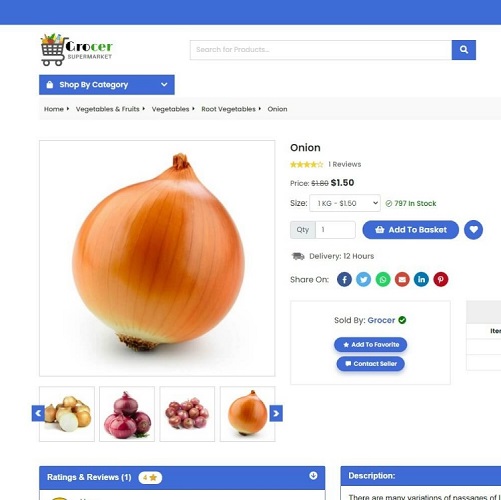 Grocer
SUPERMARKET
Search for Products...
Shop By Category
Home Vegetables & Fruits Vegetables Root Vegetables Onion
Onion
1 Reviews
Price: $1.80 $1.50
Size: 1 KG - $1.50 797 In Stock
Qty 1 Add To Basket
Delivery: 12 Hours
Share On:
Sold By: Grocer
Add To Favorite
Contact Seller
Ratings & Reviews (1) 4
Description:
There are many variations of passages of